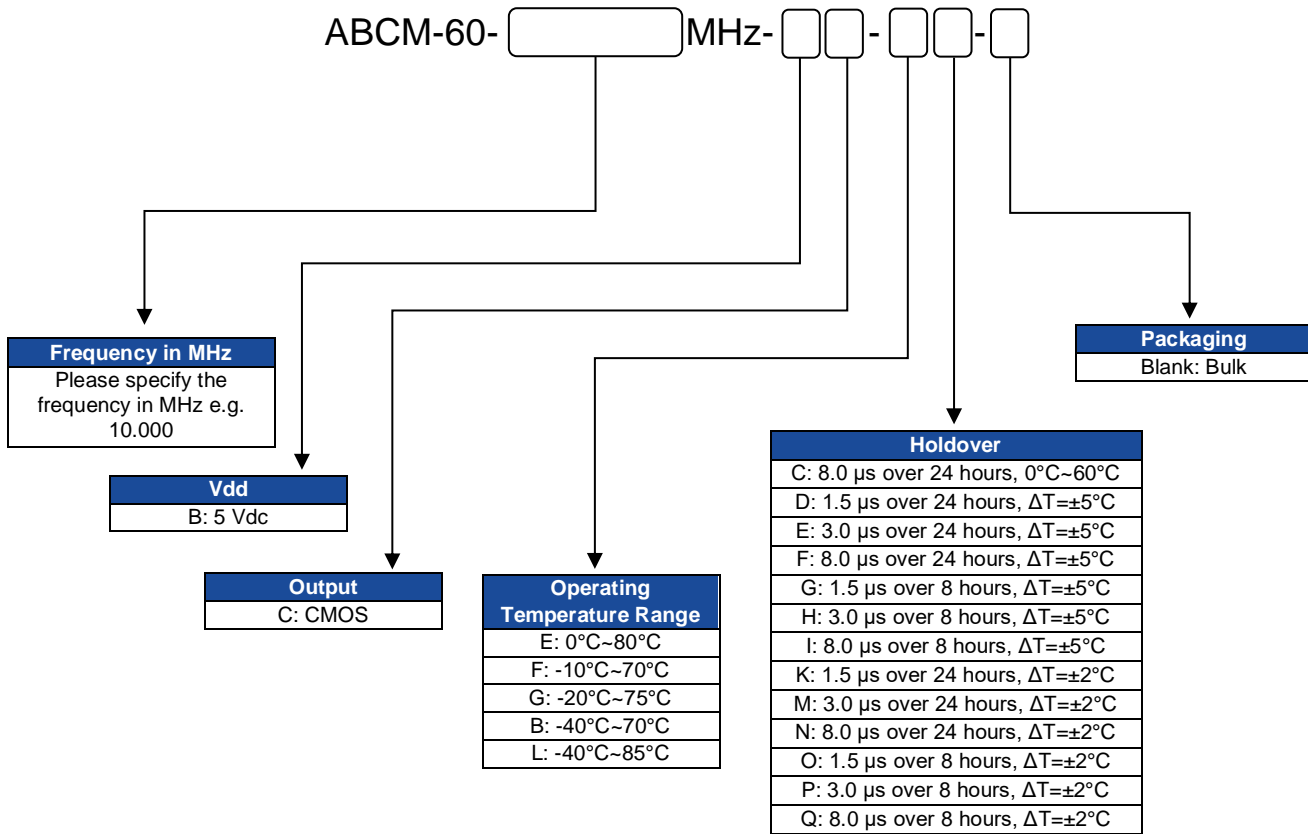 ABCM-60- MHz- - -
Frequency in MHz
Please specify the
frequency in MHz e.g.
10.000
Vdd
B: 5 Vdc
Output
C: CMOS
Operating
Temperature Range
E: 0°C~80°C
F: -10°C~70°C
G: -20°C~75°C
B: -40°C~70°C
L: -40°C~85°C
Holdover
C: 8.0 µs over 24 hours, 0°C~60°C
D: 1.5 µs over 24 hours, ΔT=±5°C
E: 3.0 µs over 24 hours, ΔT=±5°C
F: 8.0 µs over 24 hours, ΔT=±5°C
G: 1.5 µs over 8 hours, ΔT=±5°C
H: 3.0 µs over 8 hours, ΔT=±5°C
I: 8.0 µs over 8 hours, ΔT=±5°C
K: 1.5 µs over 24 hours, ΔT=±2°C
M: 3.0 µs over 24 hours, ΔT=±2°C
N: 8.0 µs over 24 hours, ΔT=±2°C
O: 1.5 µs over 8 hours, ΔT=±2°C
P: 3.0 µs over 8 hours, ΔT=±2°C
Q: 8.0 µs over 8 hours, ΔT=±2°C
Packaging
Blank: Bulk